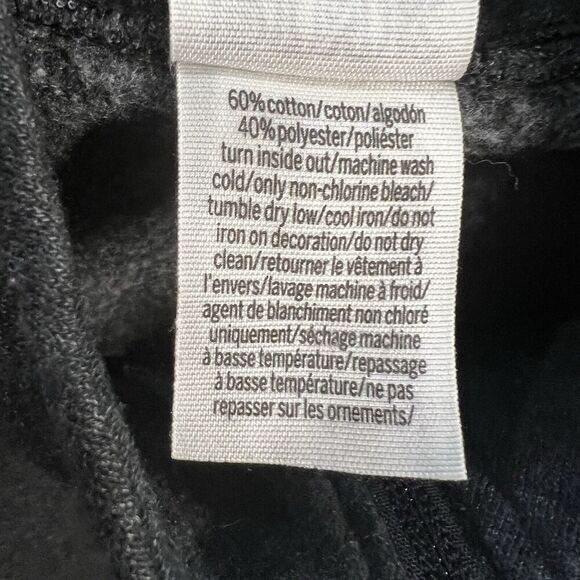 60% cotton/coton/algodón
40% polyester/poliéster
turn inside out/machine wash
cold/only non-chlorine bleach/
tumble dry low/cool iron/do not
iron on decoration/do not dry
clean/retourner le vêtement à
l'envers/lavage machine à froid/
agent de blanchiment non chloré
uniquement/séchage machine
à basse température/repassage
à basse température/ne pas
repasser sur les ornements/